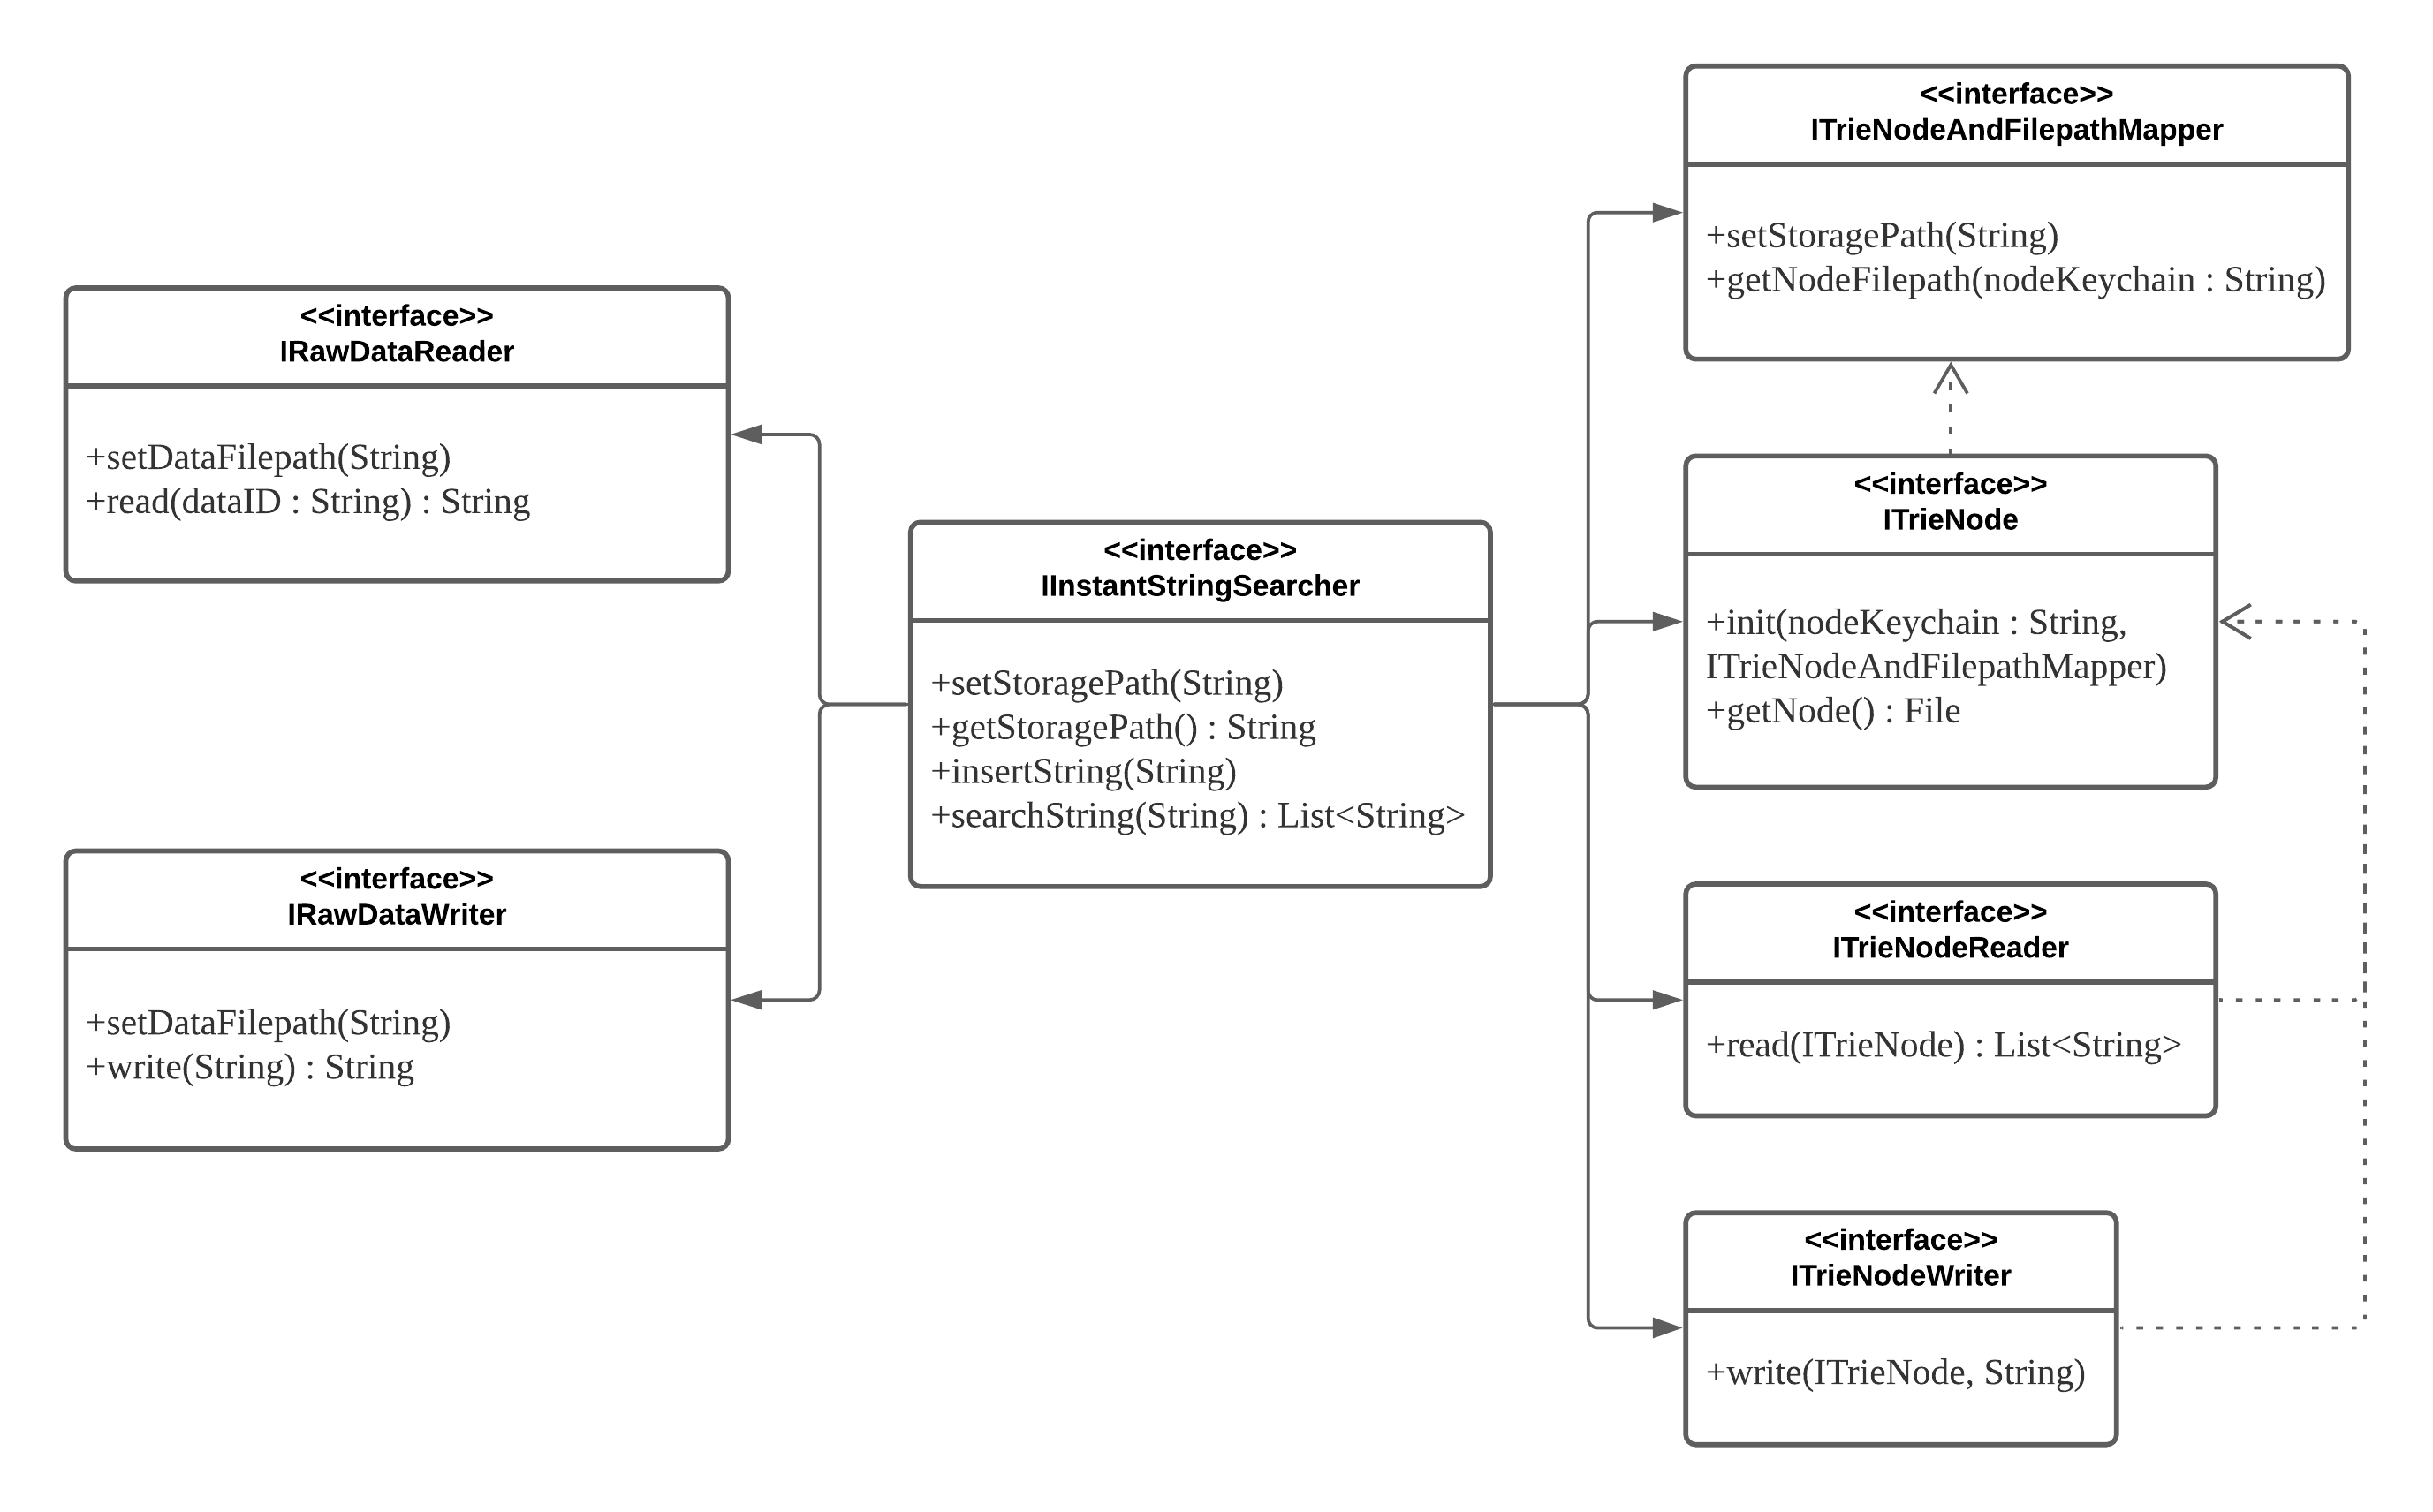 <<interface>>
IRawDataReader
+setDataFilepath(String)
+read(dataID : String) : String
<<interface>>
IRawDataWriter
+setDataFilepath(String)
+write(String) : String
<<interface>>
IInstantStringSearcher
+setStoragePath(String)
+getStoragePath() : String
+insertString(String)
+searchString(String) : List<String>
<<interface>>
ITrieNodeAndFilepathMapper
+setStoragePath(String)
+getNodeFilepath(nodeKeychain : String)
<<interface>>
ITrieNode
+init(nodeKeychain : String,
ITrieNodeAndFilepathMapper)
+getNode() : File
<<interface>>
ITrieNodeReader
+read(ITrieNode) : List<String>
<<interface>>
ITrieNodeWriter
+write(ITrieNode, String)